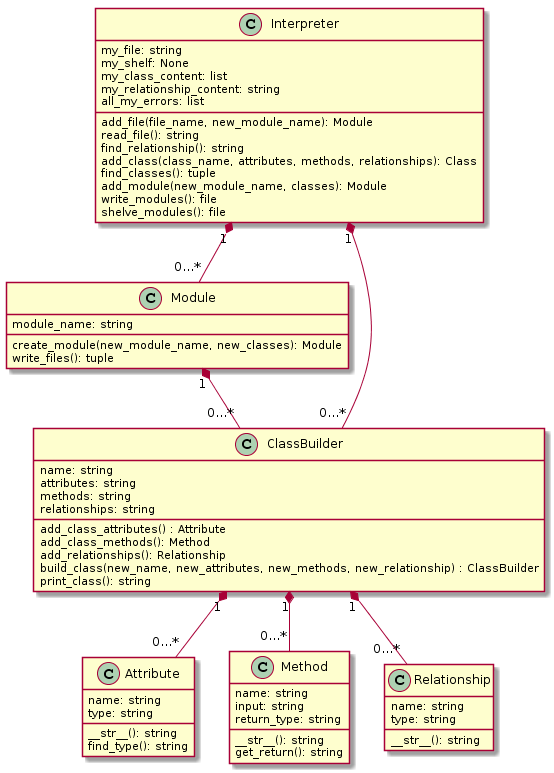 C Interpreter
my_file: string
my_shelf: None
my_class_content: list
my_relationship_content: string
all_my_errors: list
add_file(file_name, new_module_name): Module
read_file(): string
find_relationship(): string
add_class(class_name, attributes, methods, relationships): Class
find_classes(): tuple
add_module(new_module_name, classes): Module
write_modules(): file
shelve_modules(): file
1
1
0...*
C Module
module_name: string
create_module(new_module_name, new_classes): Module
write_files(): tuple
1
0...*
0...*
C ClassBuilder
name: string
attributes: string
methods: string
relationships: string
add_class_attributes() : Attribute
add_class_methods(): Method
add_relationships(): Relationship
build_class(new_name, new_attributes, new_methods, new_relationship) : ClassBuilder
print_class(): string
1
1
1
0...*
0...*
0...*
C Attribute
name: string
type: string
__str__(): string
find_type(): string
C Method
name: string
input: string
return_type: string
__str__(): string
get_return(): string
C Relationship
name: string
type: string
__str__(): string